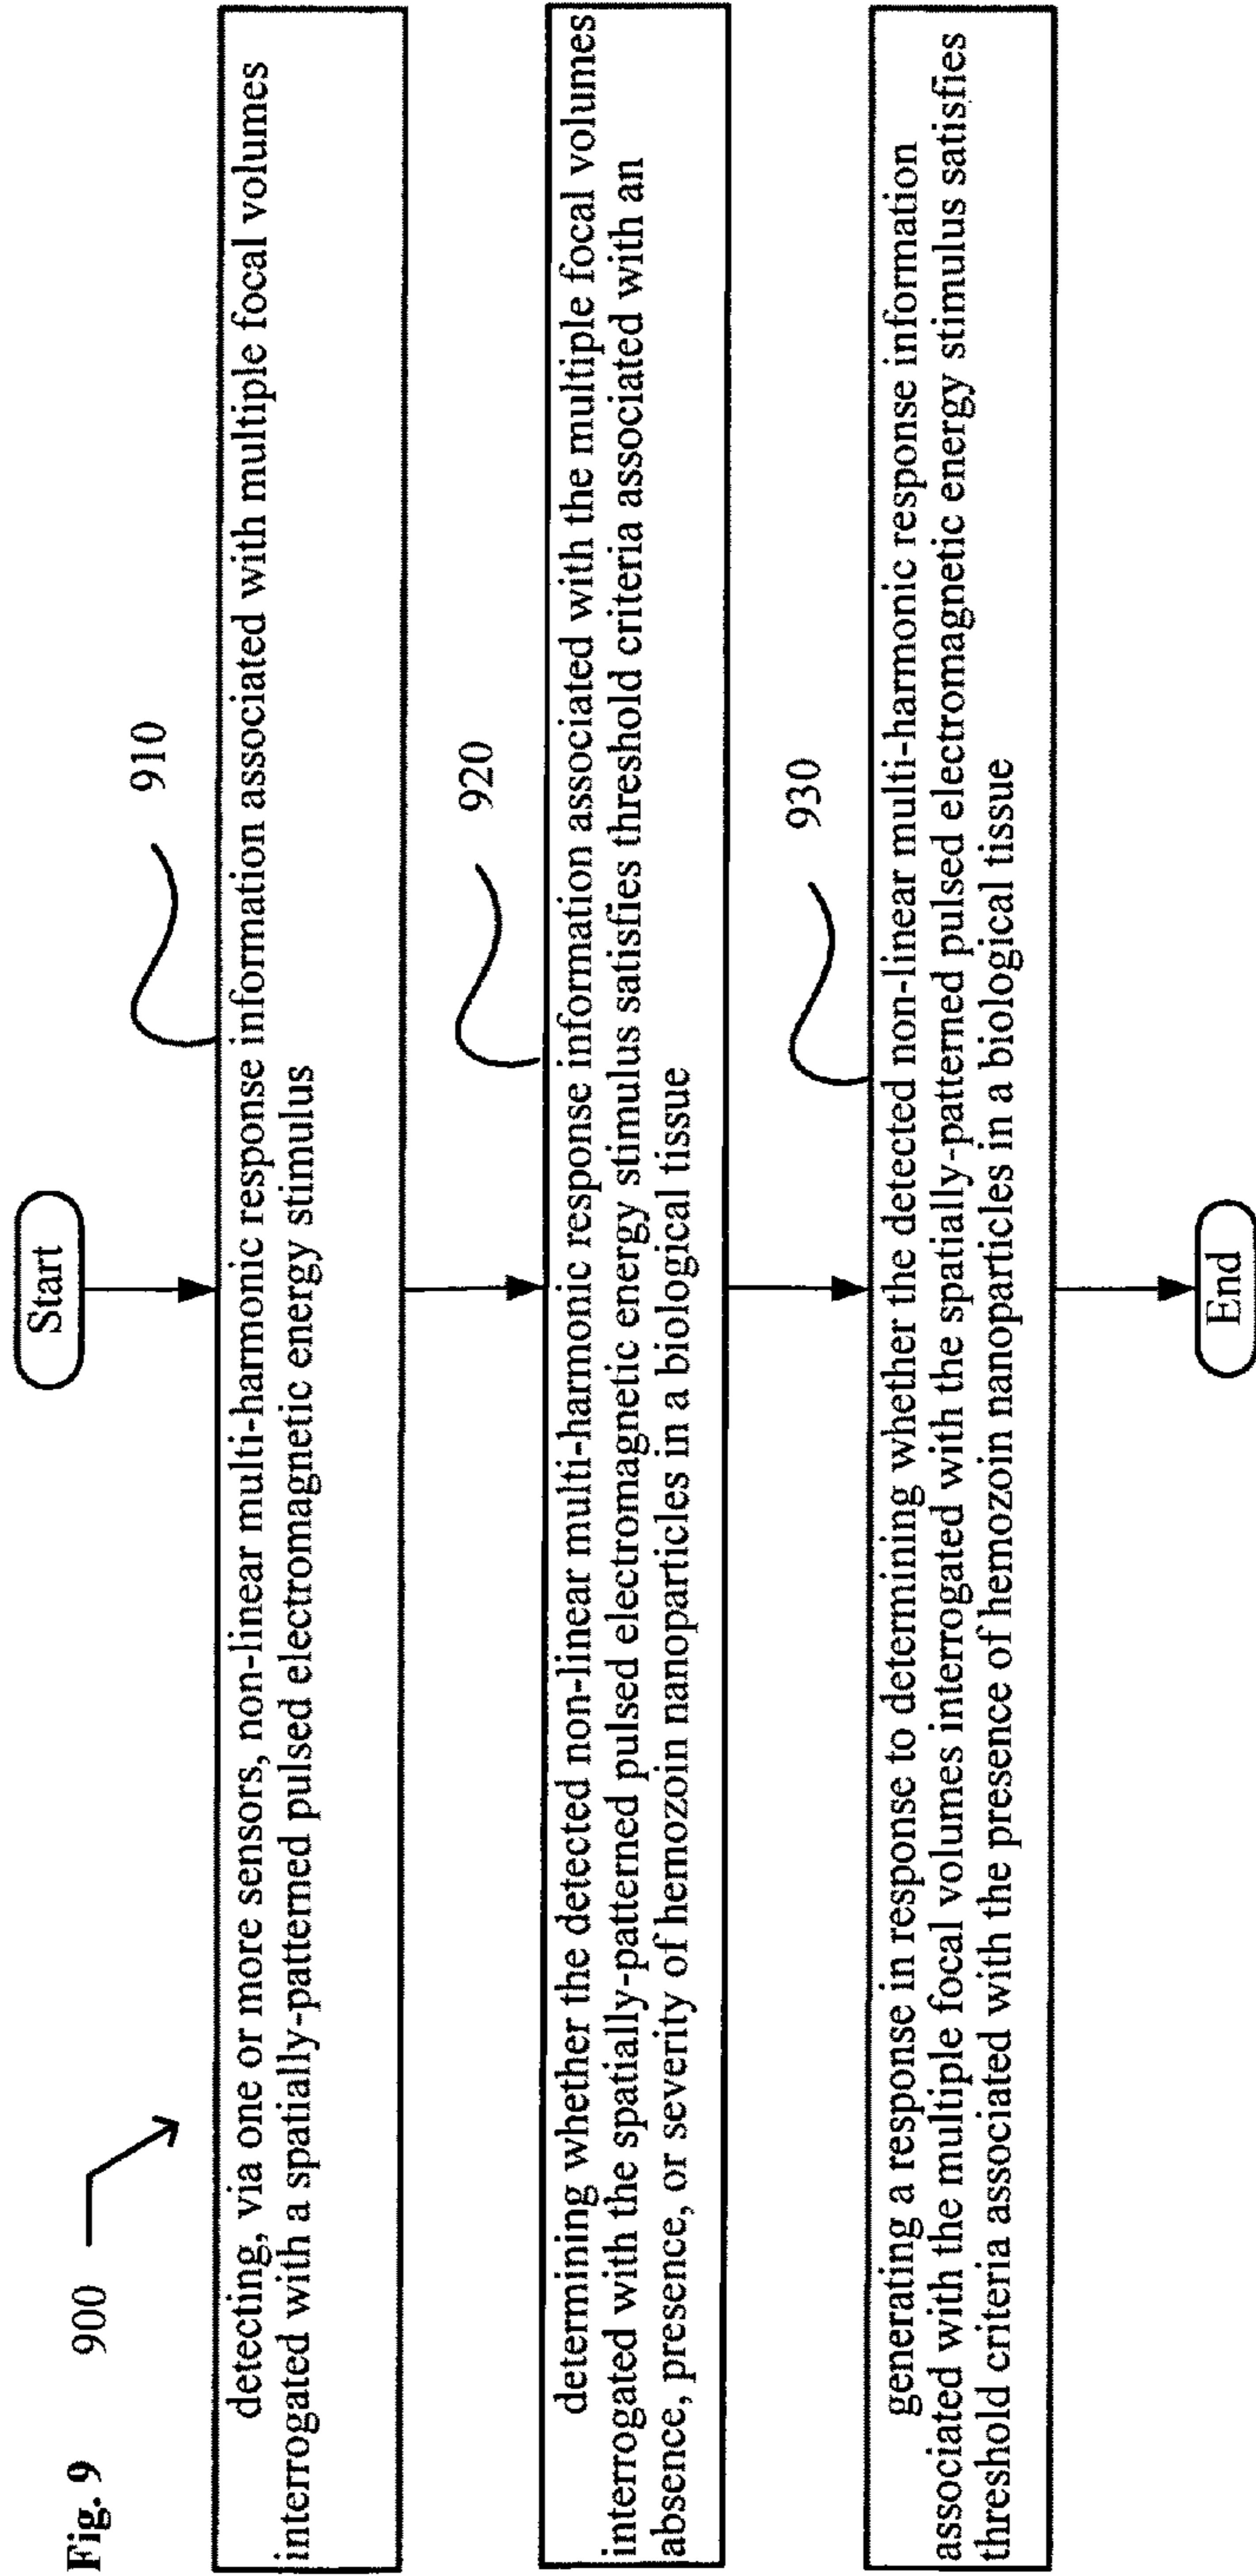 Fig. 9
900
Start
910
detecting, via one or more sensors, non-linear multi-harmonic response information associated with multiple focal volumes
interrogated with a spatially-patterned pulsed electromagnetic energy stimulus
920
determining whether the detected non-linear multi-harmonic response information associated with the multiple focal volumes
interrogated with the spatially-patterned pulsed electromagnetic energy stimulus satisfies threshold criteria associated with an
absence, presence, or severity of hemozoin nanoparticles in a biological tissue
930
generating a response in response to determining whether the detected non-linear multi-harmonic response information
associated with the multiple focal volumes interrogated with the spatially-patterned pulsed electromagnetic energy stimulus satisfies
threshold criteria associated with the presence of hemozoin nanoparticles in a biological tissue
End